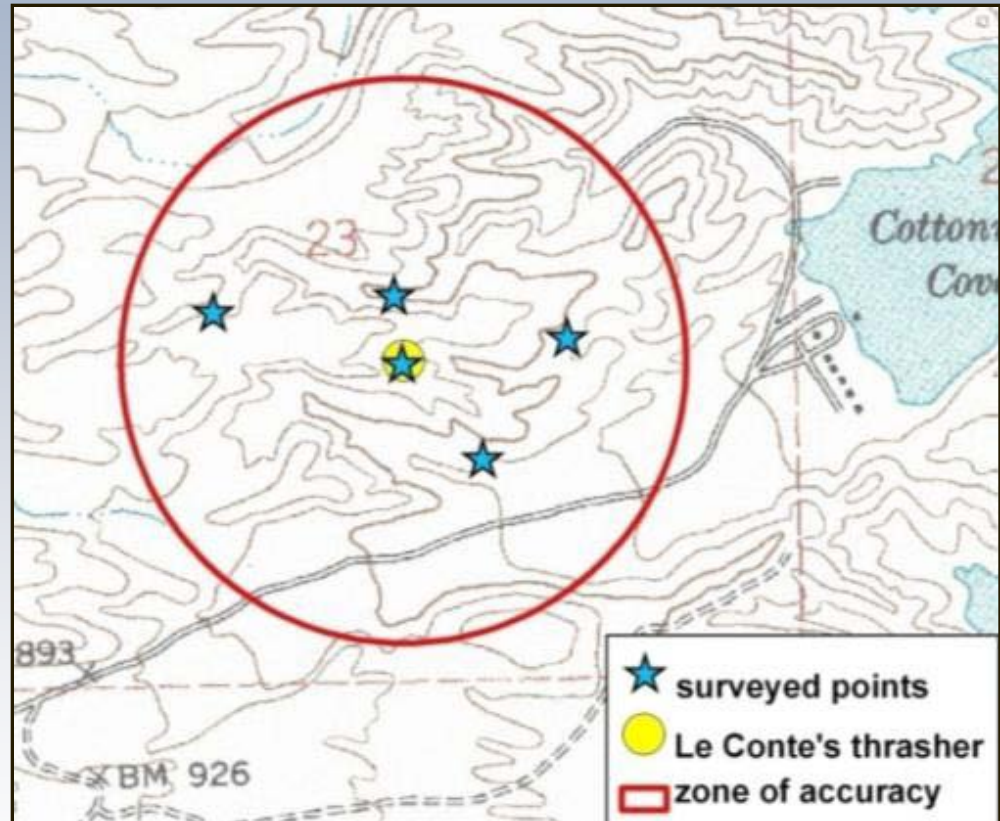 23
Cotton
Cov
893
BM 926
surveyed points
Le Conte's thrasher
zone of accuracy